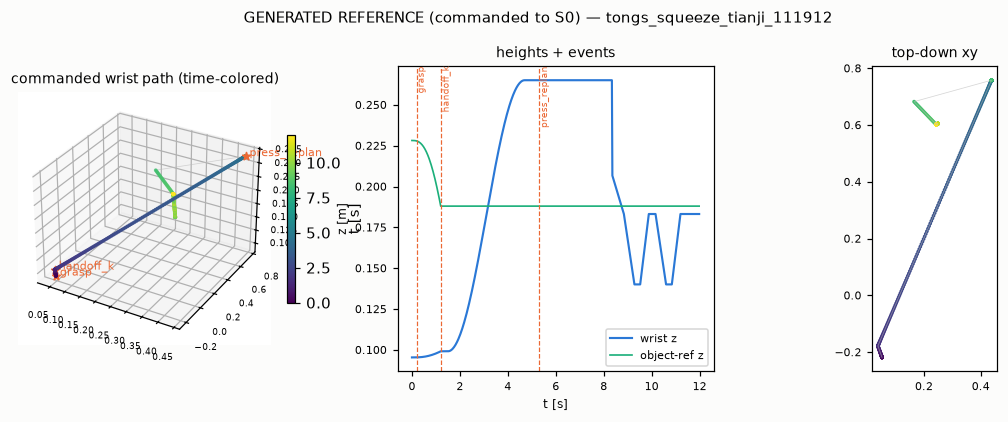 GENERATED REFERENCE (commanded to S0) — tongs_squeeze_tianji_111912
commanded wrist path (time-colored)
press_replan
handoff_k
grasp
0.05
0.10
0.15
0.20
0.25
0.30
0.35
0.40
0.45
−0.2
0.0
0.2
0.4
0.6
0.8
10.0
7.5
5.0
2.5
0.0
t [s]
heights + events
z [m]
0.250
0.225
0.200
0.175
0.150
0.125
0.100
grasp
handoff_k
press_replan
wrist z
object-ref z
0
2
4
6
8
10
12
t [s]
top-down xy
0.8
0.6
0.4
0.2
0.0
−0.2
0.2
0.4